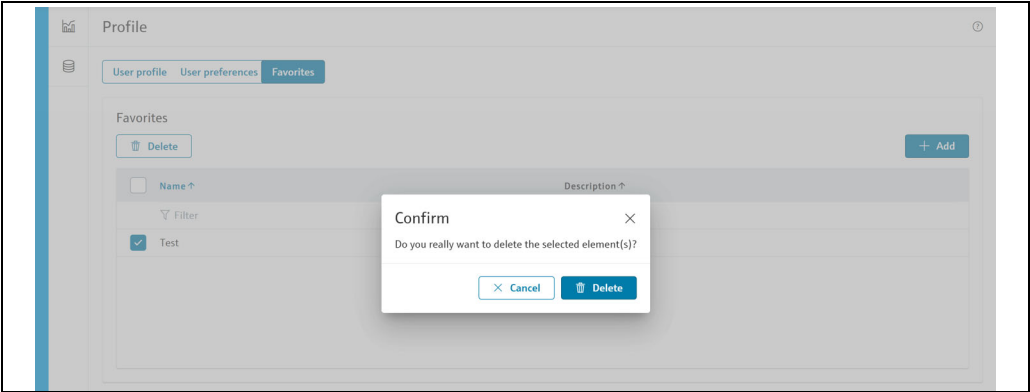 Profile
User profile User preferences Favorites
Favorites
Delete
+ Add
Name ↑ Description ↑
Filter
Test
Confirm
Do you really want to delete the selected element(s)?
Cancel Delete